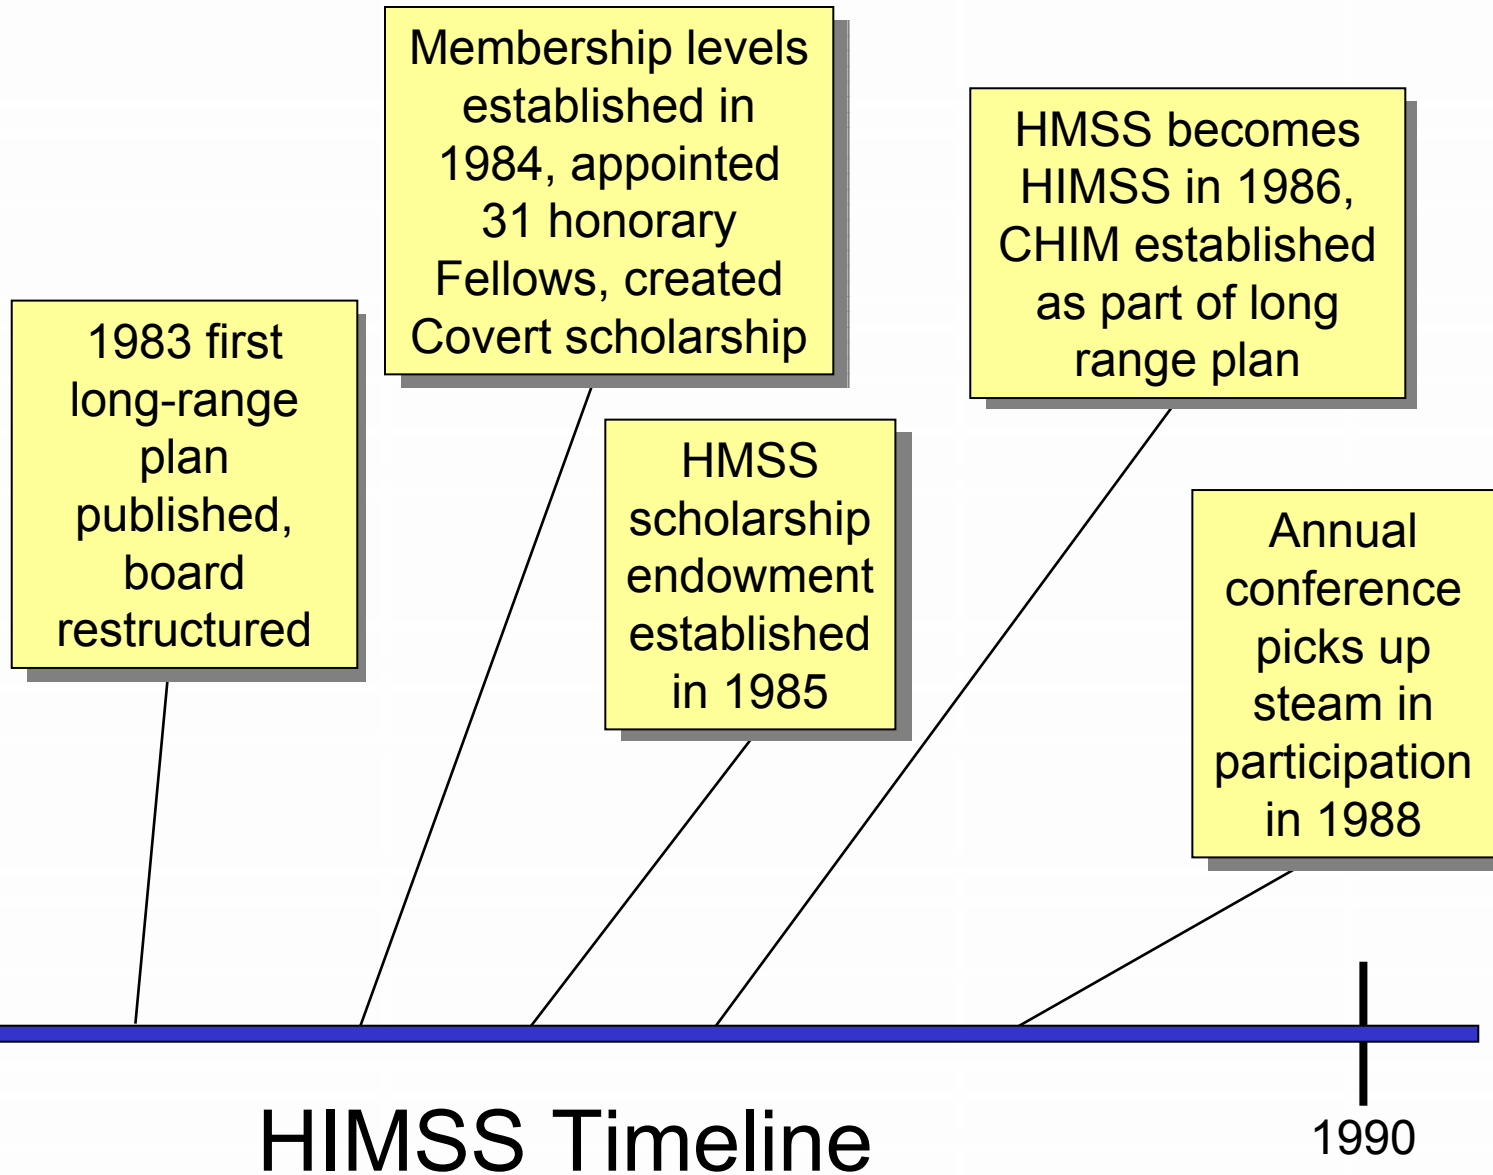 Membership levels
established in
1984, appointed
31 honorary
Fellows, created
Covert scholarship
HMSS becomes
HIMSS in 1986,
CHIM established
as part of long
range plan
1983 first
long-range
plan
published,
board
restructured
HMSS
scholarship
endowment
established
in 1985
Annual
conference
picks up
steam in
participation
in 1988
HIMSS Timeline
1990